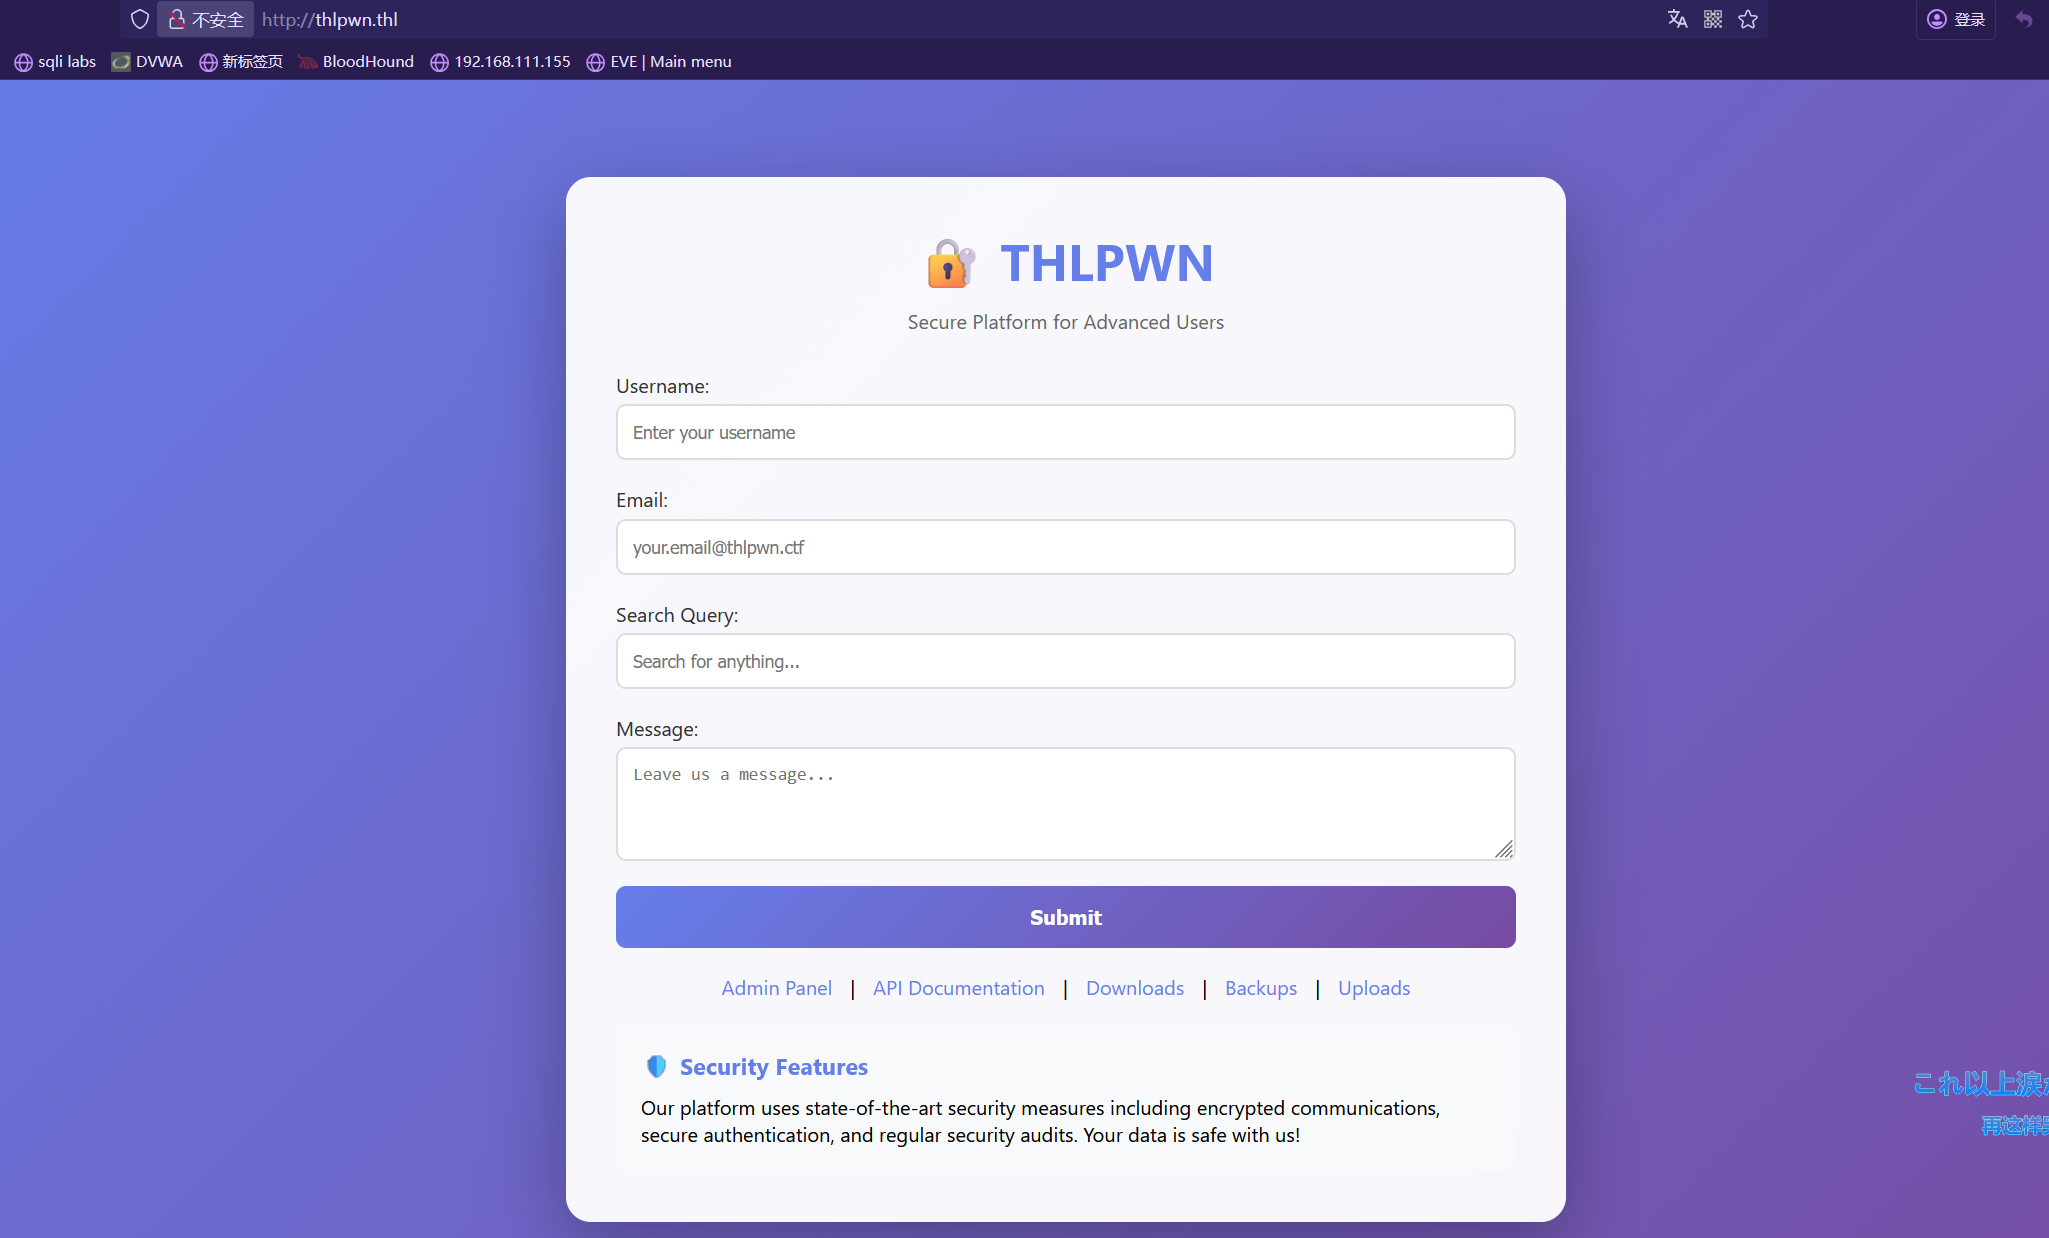 不安全 http://thlpwn.thl 登录
sqli labs DVWA 新标签页 BloodHound 192.168.111.155 EVE | Main menu
THLPWN
Secure Platform for Advanced Users
Username:
Enter your username
Email:
your.email@thlpwn.ctf
Search Query:
Search for anything...
Message:
Leave us a message...
Submit
Admin Panel | API Documentation | Downloads | Backups | Uploads
Security Features
Our platform uses state-of-the-art security measures including encrypted communications,
secure authentication, and regular security audits. Your data is safe with us!
これ以上涙
再这样